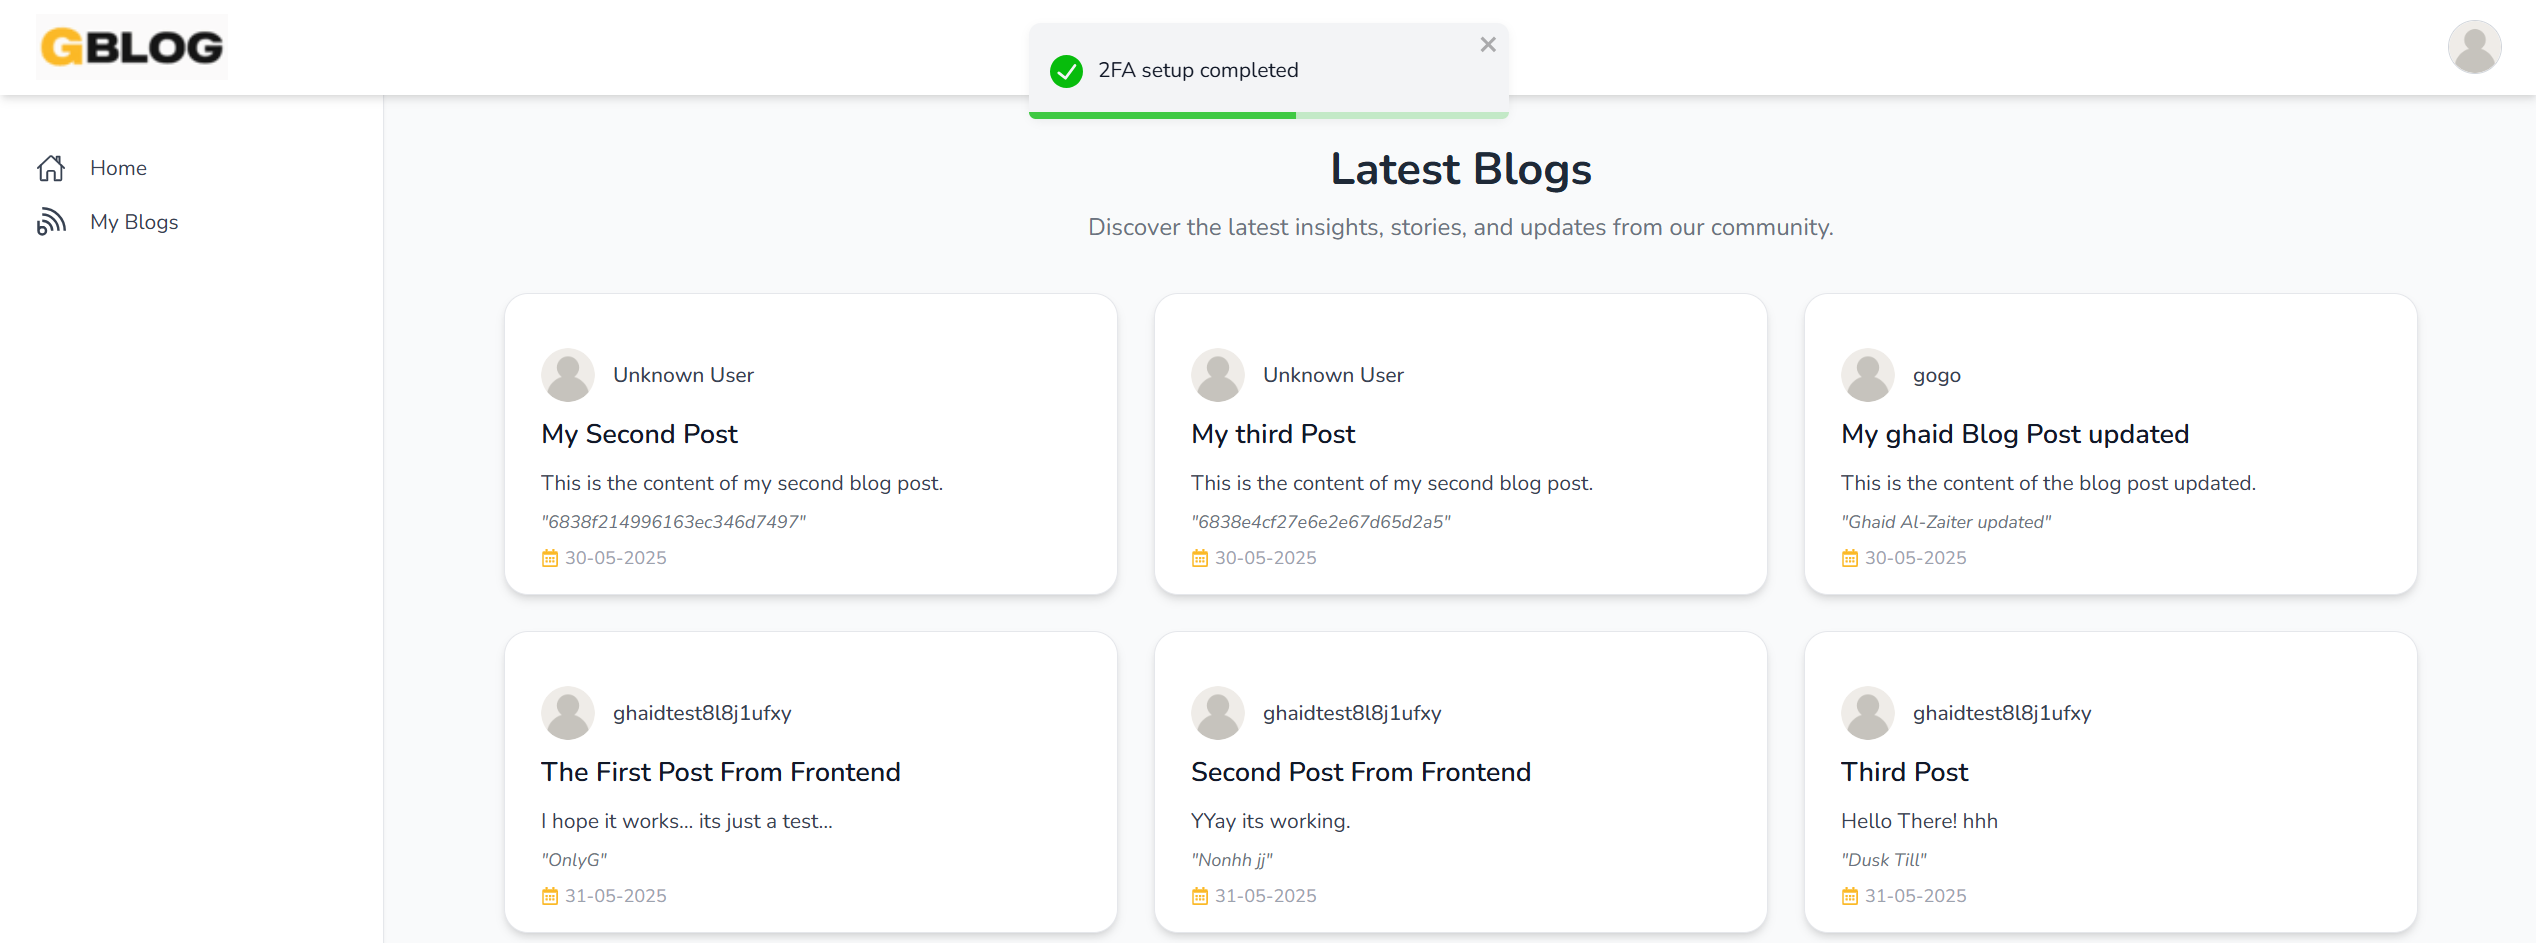 GBLOG
2FA setup completed
Home
My Blogs
Latest Blogs
Discover the latest insights, stories, and updates from our community.
Unknown User
My Second Post
This is the content of my second blog post.
"6838f214996163ec346d7497"
30-05-2025
Unknown User
My third Post
This is the content of my second blog post.
"6838e4cf27e6e2e67d65d2a5"
30-05-2025
gogo
My ghaid Blog Post updated
This is the content of the blog post updated.
"Ghaid Al-Zaiter updated"
30-05-2025
ghaidtest8l8j1ufxy
The First Post From Frontend
I hope it works... its just a test...
"OnlyG"
31-05-2025
ghaidtest8l8j1ufxy
Second Post From Frontend
YYay its working.
"Nonhh jj"
31-05-2025
ghaidtest8l8j1ufxy
Third Post
Hello There! hhh
"Dusk Till"
31-05-2025